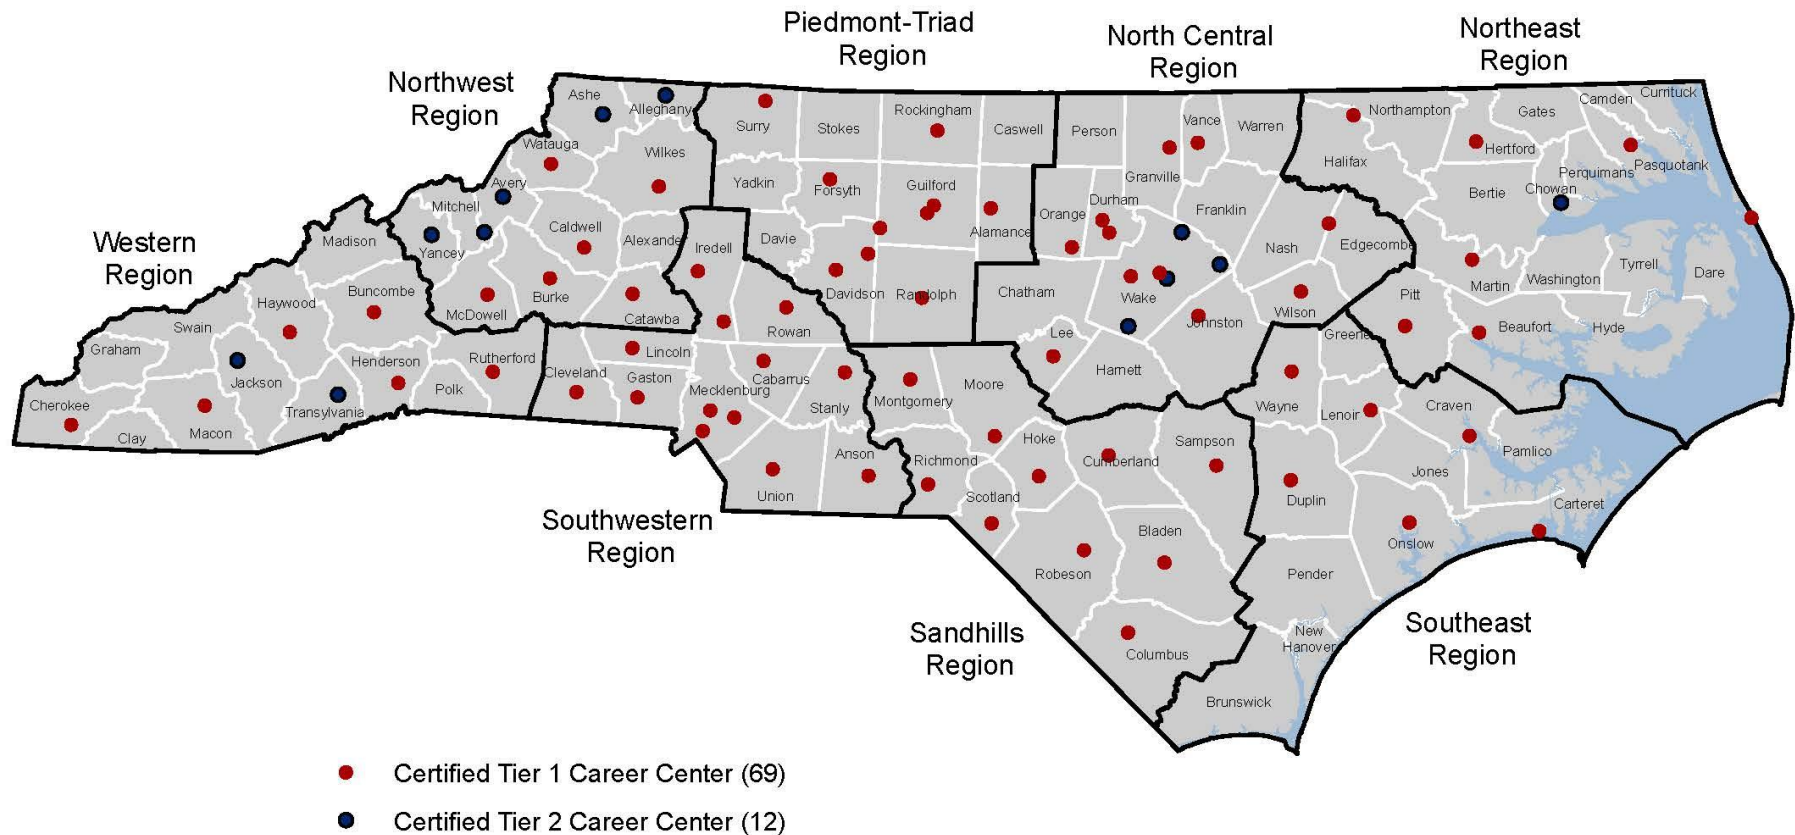 Piedmont-Triad
Region
North Central
Region
Northeast
Region
Northwest
Region
Western
Region
Southwestern
Region
Sandhills
Region
Southeast
Region
Ashe
Alleghany
Surry
Stokes
Rockingham
Caswell
Person
Vance
Warren
Granville
Northampton
Gates
Camden
Currituck
Halifax
Hertford
Pasquotank
Perquimans
Chowan
Bertie
Watauga
Wilkes
Yadkin
Forsyth
Guilford
Alamance
Orange
Durham
Franklin
Nash
Edgecombe
Avery
Mitchell
Yancey
Caldwell
Alexande
Iredell
Davie
Davidson
Randolph
Chatham
Wake
Wilson
Johnston
Pitt
Martin
Washington
Tyrrell
Dare
Madison
Haywood
Buncombe
McDowell
Burke
Catawba
Rowan
Lee
Harnett
Greene
Beaufort
Hyde
Swain
Graham
Jackson
Henderson
Rutherford
Polk
Transylvania
Cherokee
Clay
Macon
Cleveland
Lincoln
Gaston
Mecklenburg
Cabarrus
Stanly
Union
Anson
Montgomery
Moore
Richmond
Hoke
Scotland
Cumberland
Sampson
Wayne
Lenoir
Craven
Pamlico
Jones
Carteret
Duplin
Onslow
Bladen
Robeson
Pender
Columbus
New
Hanover
Brunswick
Certified Tier 1 Career Center (69)
Certified Tier 2 Career Center (12)